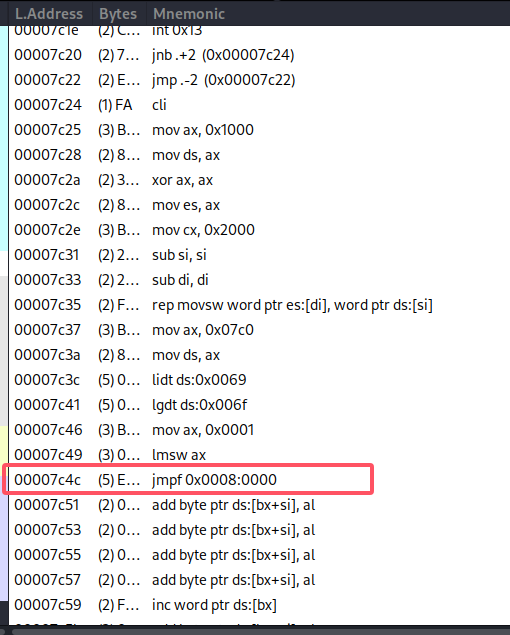 L.Address Bytes Mnemonic
00007c1e (2) C... int 0x13
00007c20 (2) 7... jnb .+2 (0x00007c24)
00007c22 (2) E... jmp .-2 (0x00007c22)
00007c24 (1) FA cli
00007c25 (3) B... mov ax, 0x1000
00007c28 (2) 8... mov ds, ax
00007c2a (2) 3... xor ax, ax
00007c2c (2) 8... mov es, ax
00007c2e (3) B... mov cx, 0x2000
00007c31 (2) 2... sub si, si
00007c33 (2) 2... sub di, di
00007c35 (2) F... rep movsw word ptr es:[di], word ptr ds:[si]
00007c37 (3) B... mov ax, 0x07c0
00007c3a (2) 8... mov ds, ax
00007c3c (5) 0... lidt ds:0x0069
00007c41 (5) 0... lgdt ds:0x006f
00007c46 (3) B... mov ax, 0x0001
00007c49 (3) 0... lmsw ax
00007c4c (5) E... jmpf 0x0008:0000
00007c51 (2) 0... add byte ptr ds:[bx+si], al
00007c53 (2) 0... add byte ptr ds:[bx+si], al
00007c55 (2) 0... add byte ptr ds:[bx+si], al
00007c57 (2) 0... add byte ptr ds:[bx+si], al
00007c59 (2) F... inc word ptr ds:[bx]